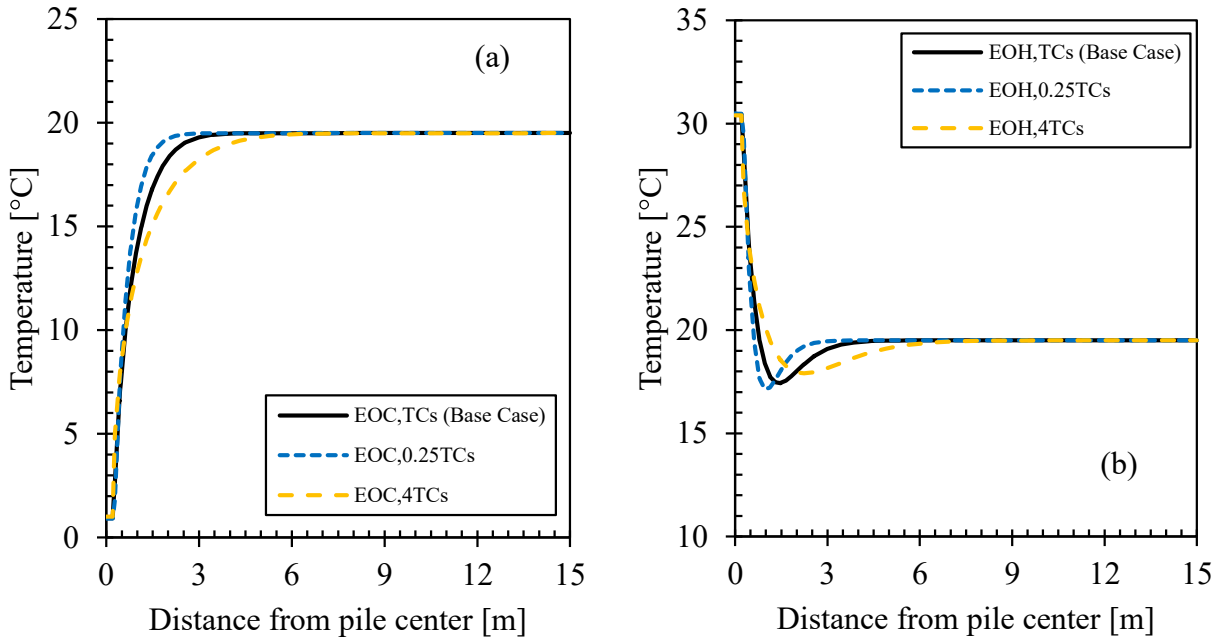 (a)
25
20
15
10
5
0
Temperature [°C]
EOC,TCs (Base Case)
EOC,0.25TCs
EOC,4TCs
0 3 6 9 12 15
Distance from pile center [m]
EOH,TCs (Base Case)
EOH,0.25TCs
EOH,4TCs
35
30
25
20
15
10
Temperature [°C]
(b)
0 3 6 9 12 15
Distance from pile center [m]